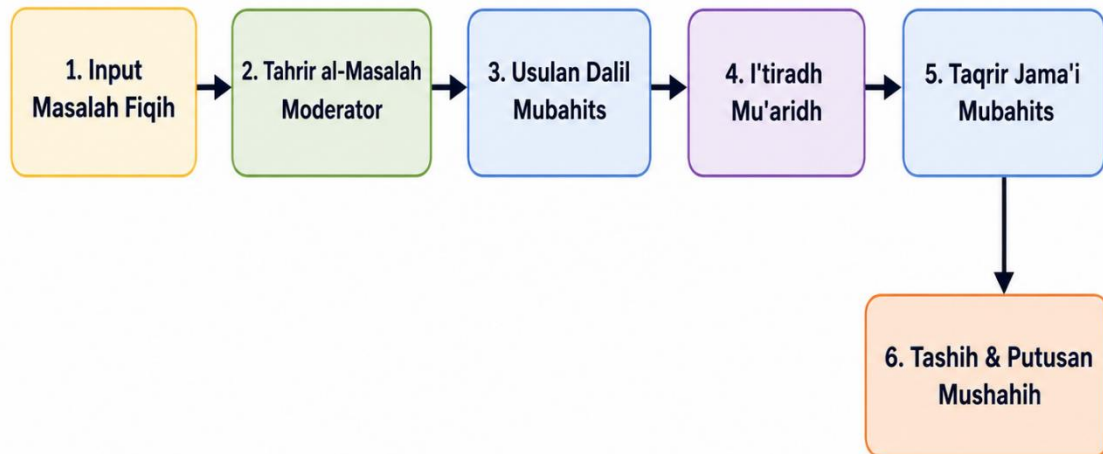 1. Input
Masalah Fiqih
2. Tahrir al-Masalah
Moderator
3. Usulan Dalil
Mubahits
4. I'tiradh
Mu'aridh
5. Taqrir Jama'i
Mubahits
6. Tashih & Putusan
Mushahih